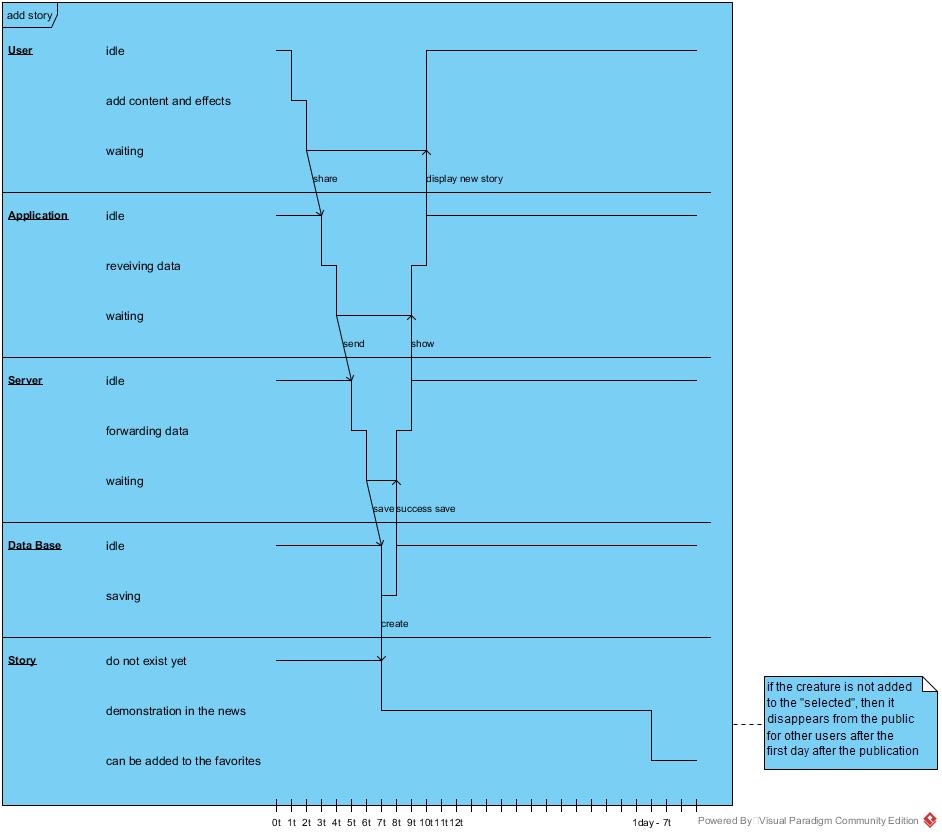 add story
User
idle
add content and effects
waiting
share
display new story
Application
idle
reveiving data
waiting
send
show
Server
idle
forwarding data
waiting
save
success save
Data Base
idle
saving
create
Story
do not exist yet
demonstration in the news
can be added to the favorites
if the creature is not added
to the "selected", then it
disappears from the public
for other users after the
first day after the publication
0t 1t 2t 3t 4t 5t 6t 7t 8t 9t 10t 11t 12t 1day - 7t
Powered By Visual Paradigm Community Edition